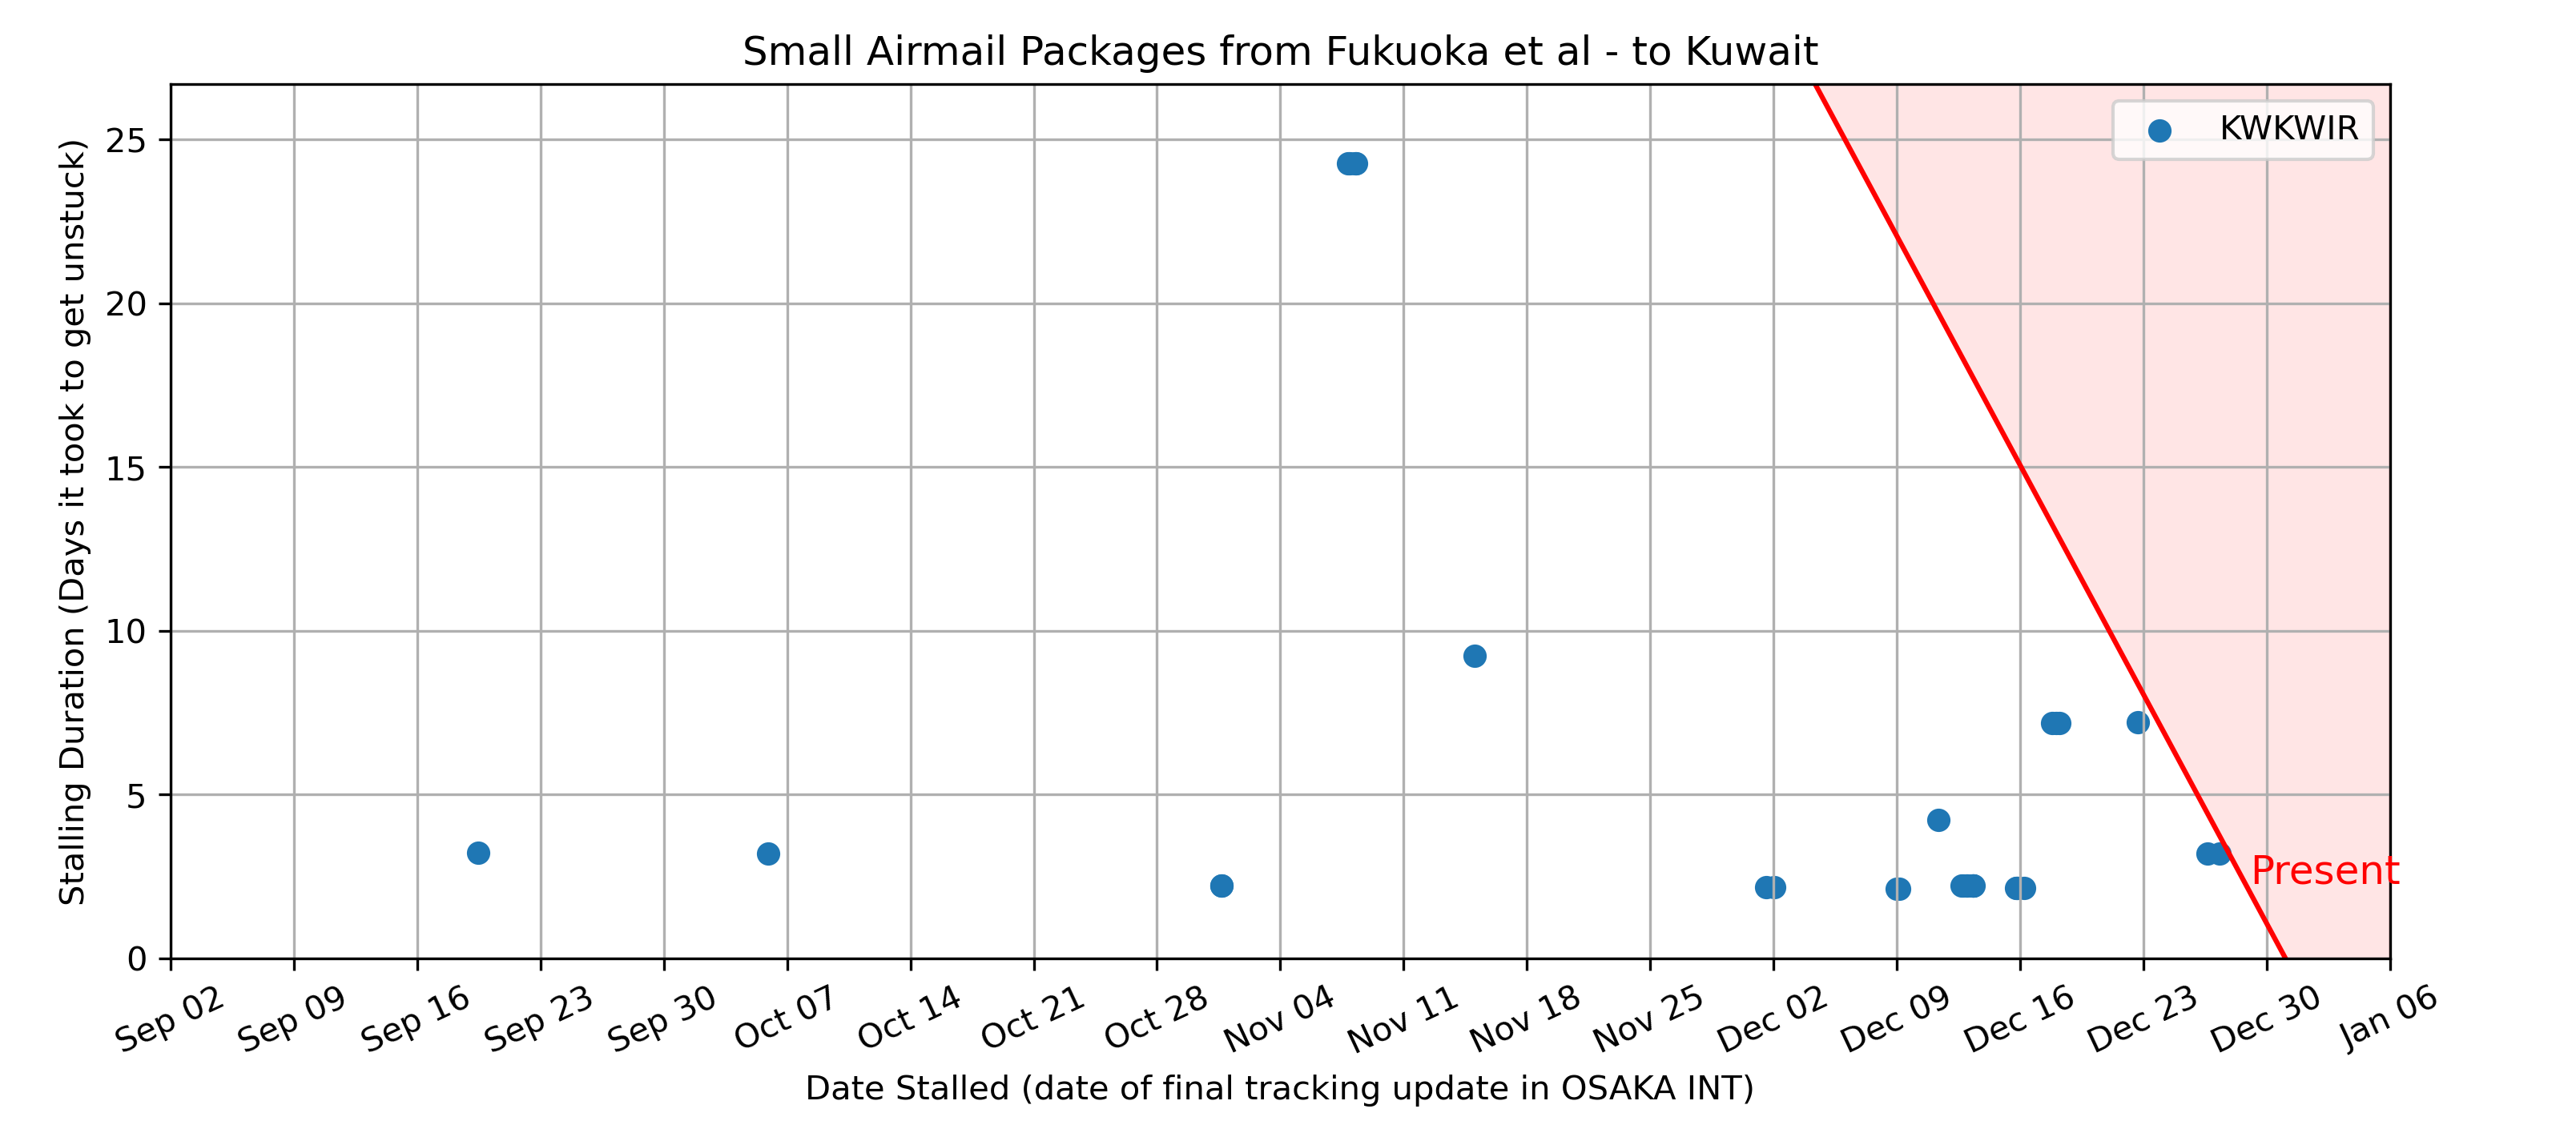 Small Airmail Packages from Fukuoka et al - to Kuwait
KWKWIR
Stalling Duration (Days it took to get unstuck)
25
20
15
10
5
0
Present
Sep 02
Sep 09
Sep 16
Sep 23
Sep 30
Oct 07
Oct 14
Oct 21
Oct 28
Nov 04
Nov 11
Nov 18
Nov 25
Dec 02
Dec 09
Dec 16
Dec 23
Dec 30
Jan 06
Date Stalled (date of final tracking update in OSAKA INT)